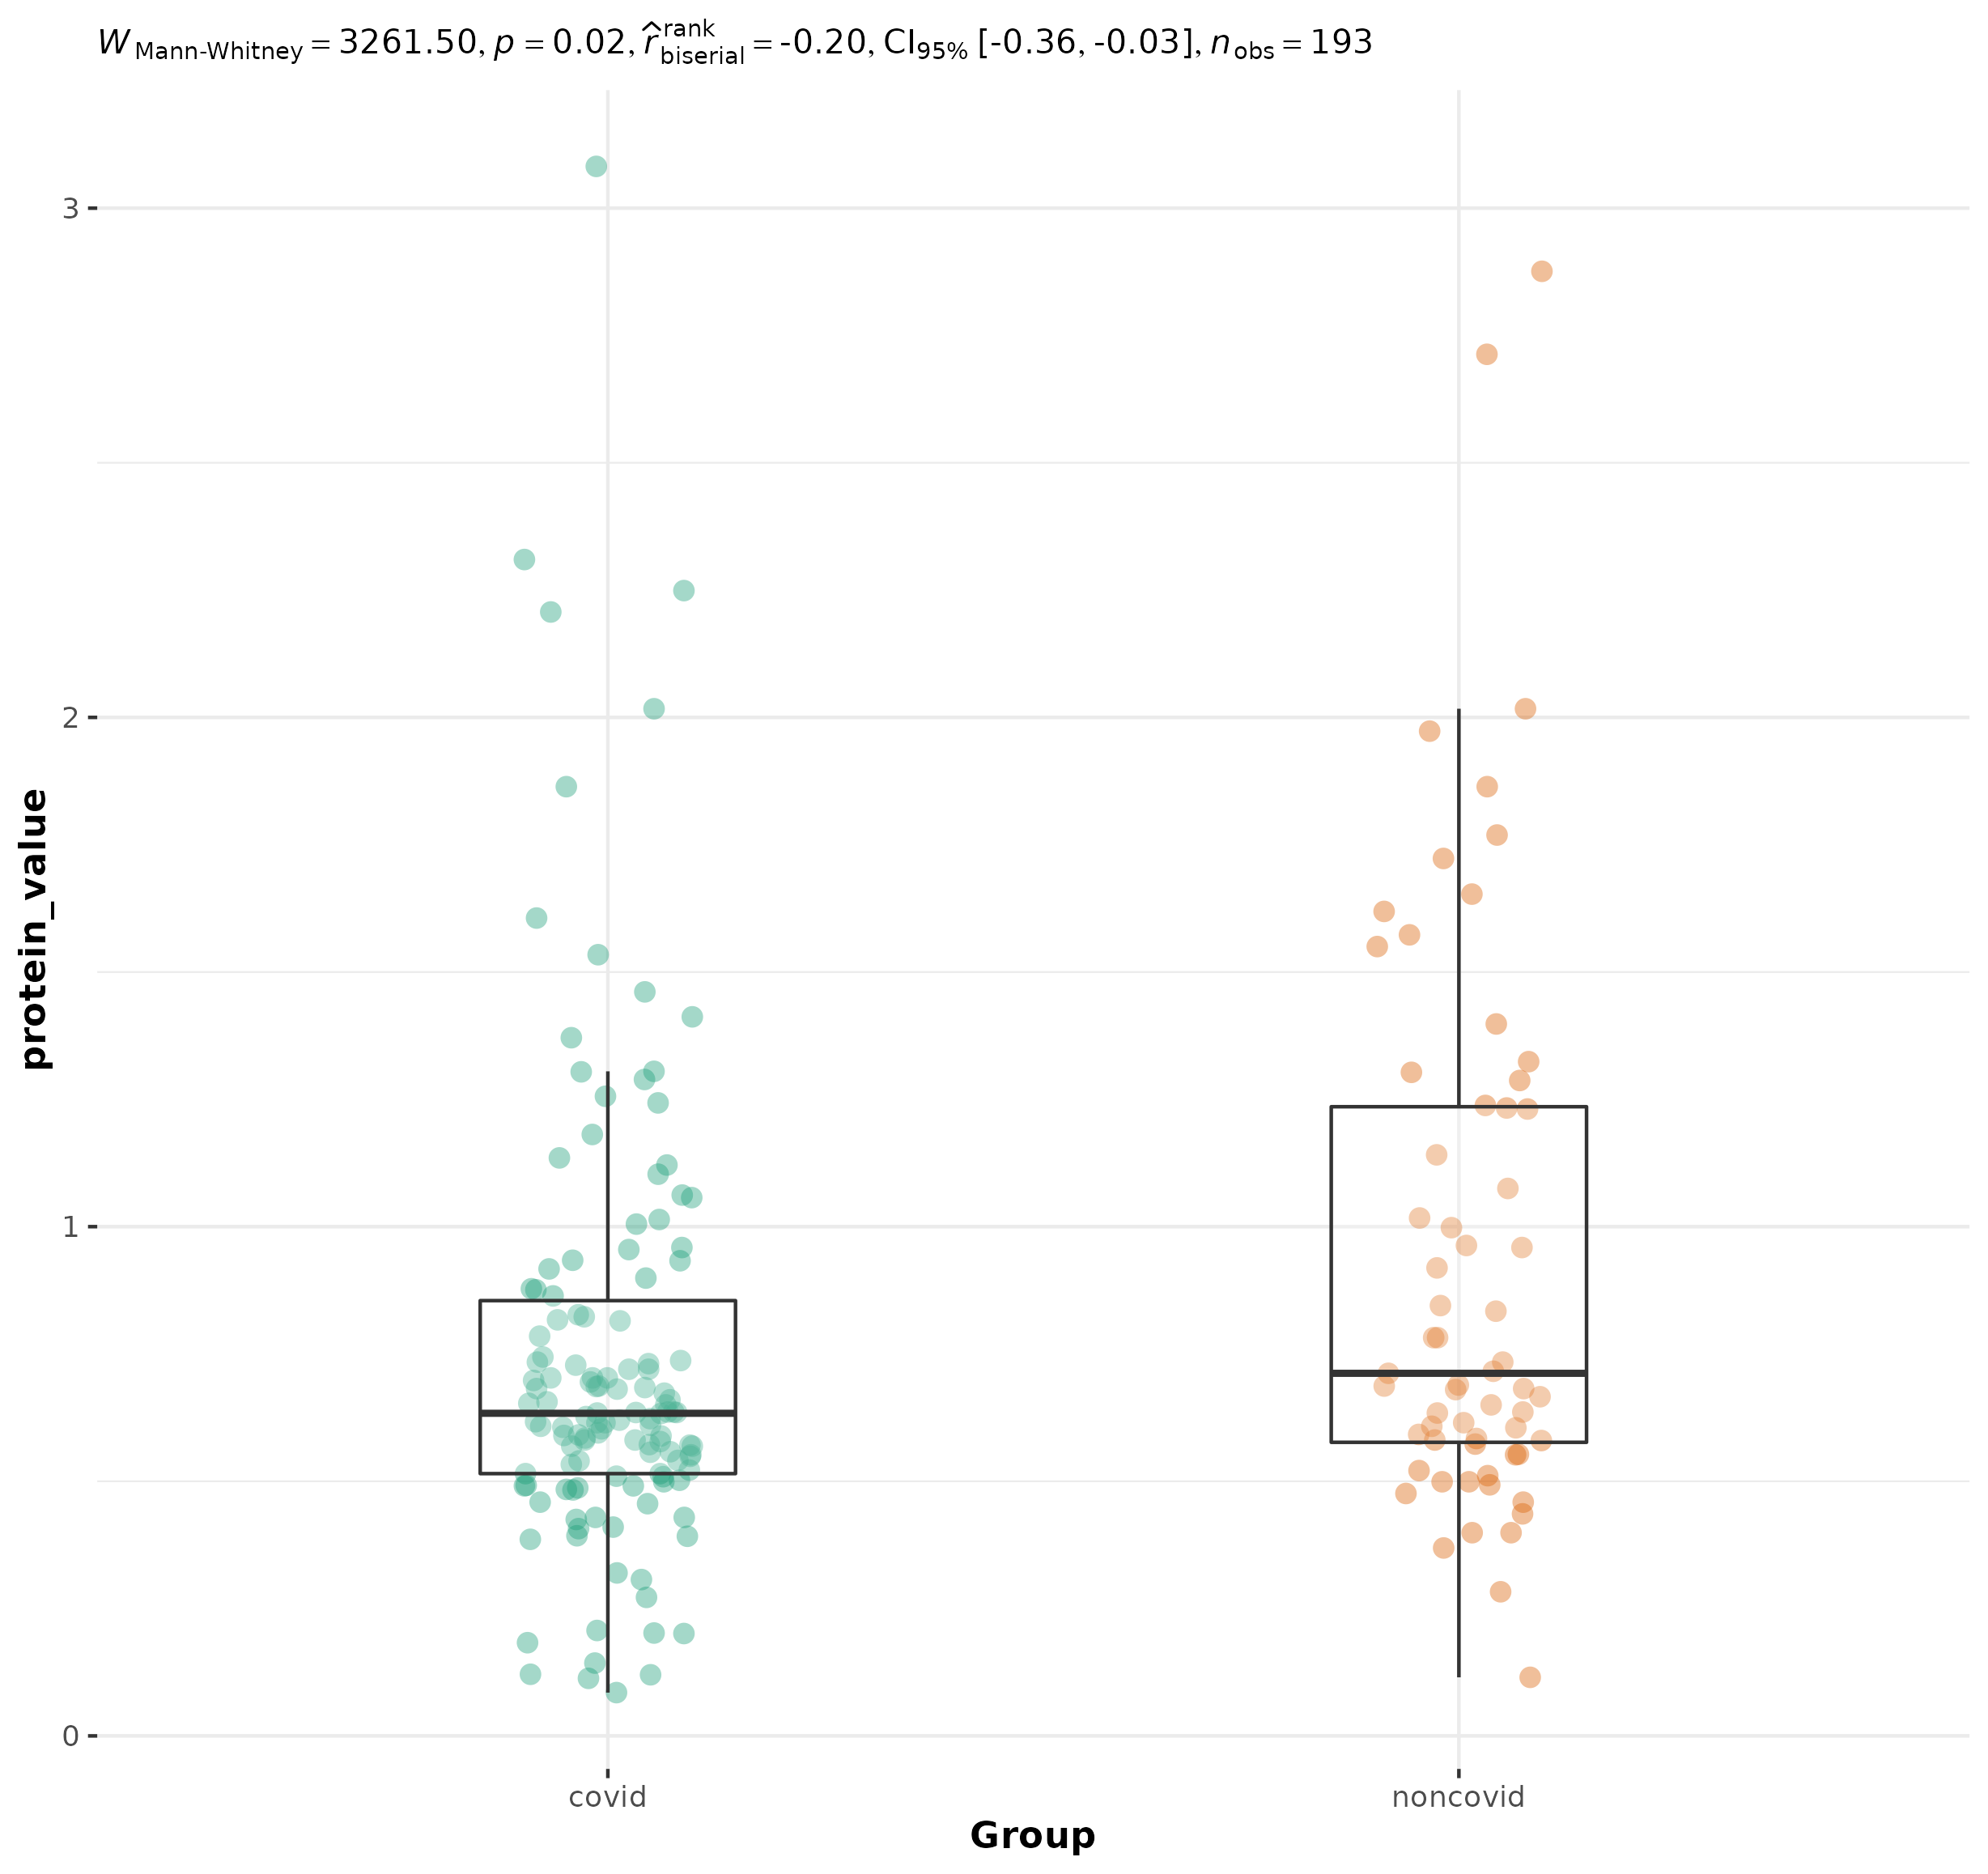 W Mann-Whitney = 3261.50, p = 0.02, r̂ rank biserial = -0.20, CI95% [-0.36, -0.03], nobs = 193
3
2
1
0
protein_value
covid
noncovid
Group